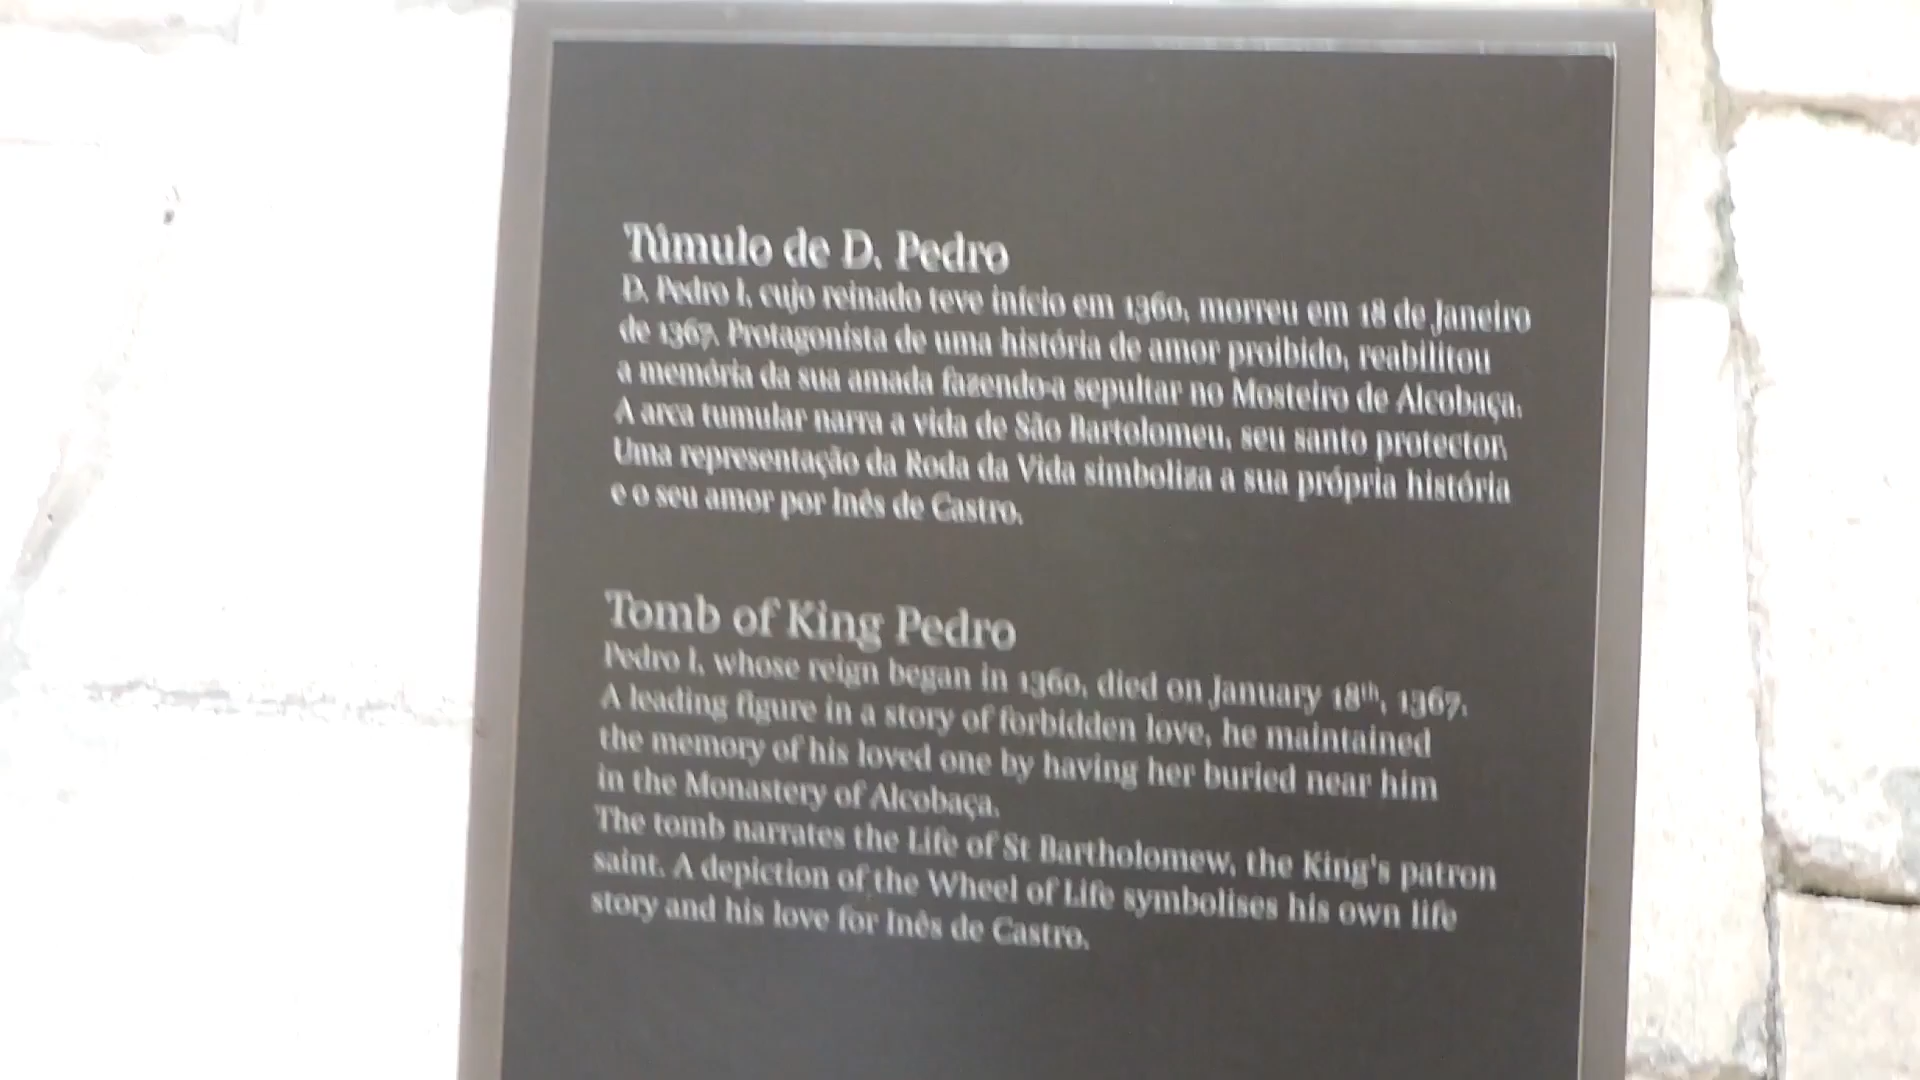 Túmulo de D. Pedro
D. Pedro I, cujo reinado teve início em 1360, morreu em 18 de Janeiro
de 1367. Protagonista de uma história de amor proibido, reabilitou
a memória da sua amada fazendo-a sepultar no Mosteiro de Alcobaça.
A arca tumular narra a vida de São Bartolomeu, seu santo protector.
Uma representação da Roda da Vida simboliza a sua própria história
e o seu amor por Inês de Castro.
Tomb of King Pedro
Pedro I, whose reign began in 1360, died on January 18th, 1367.
A leading figure in a story of forbidden love, he maintained
the memory of his loved one by having her buried near him
in the Monastery of Alcobaça.
The tomb narrates the Life of St Bartholomew, the King's patron
saint. A depiction of the Wheel of Life symbolises his own life
story and his love for Inês de Castro.